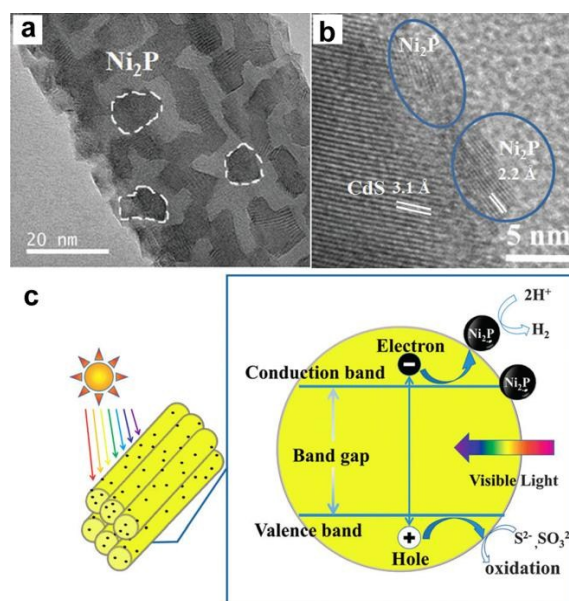 a
Ni₂P
20 nm
b
Ni₂P
Ni₂P
2.2 Å
CdS 3.1 Å
5 nm
c
2H⁺
H₂
Ni₂P
Electron
−
Conduction band
Ni₂P
Band gap
Visible Light
Valence band
+
Hole
S²⁻,SO₃²
oxidation